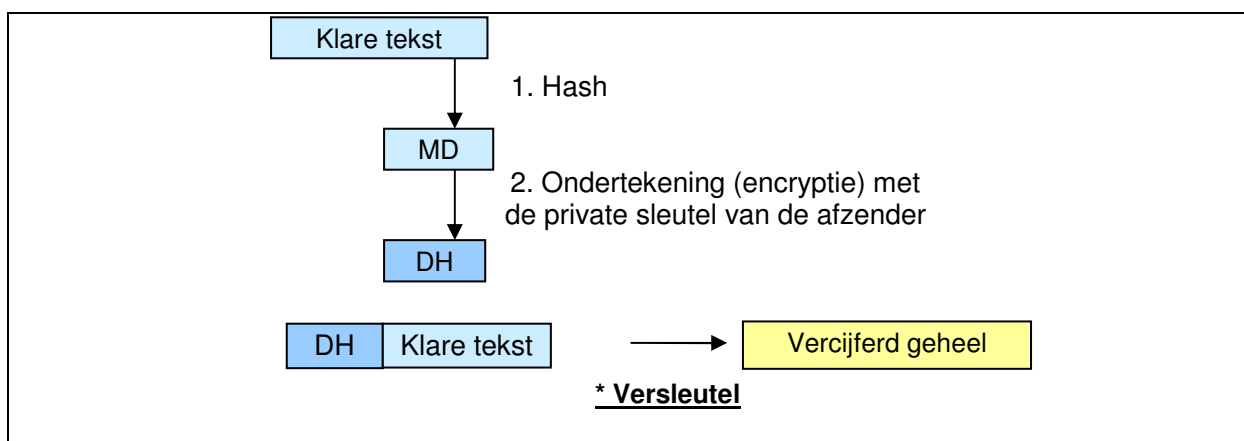 Klare tekst
1. Hash
MD
2. Ondertekening (encryptie) met
de private sleutel van de afzender
DH
DH Klare tekst Vercijferd geheel
* Versleutel